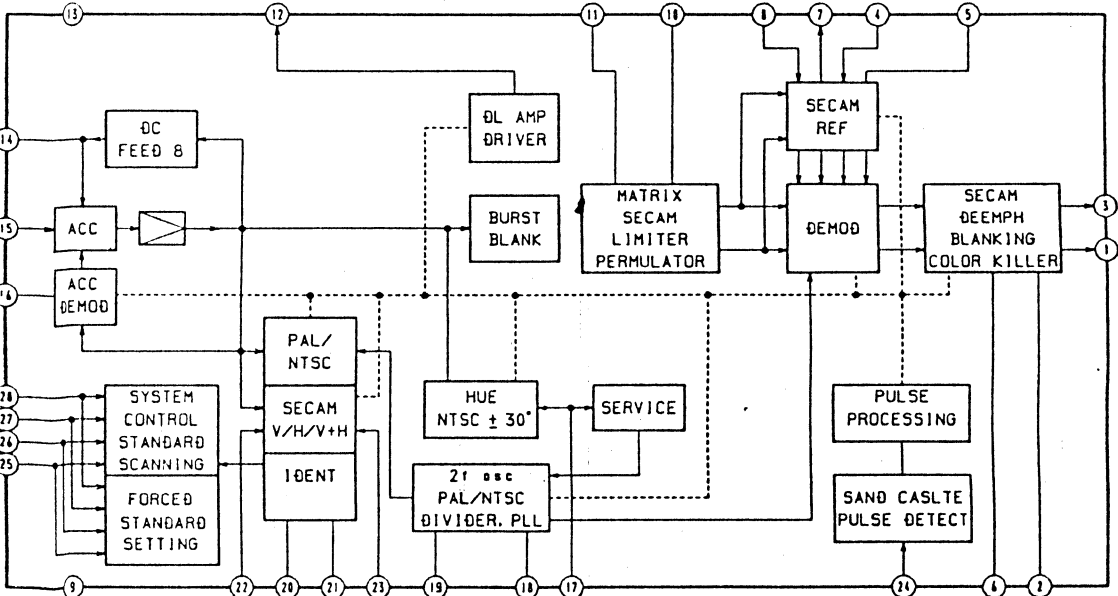 13
12
11
10
8
7
4
5
14
DC
FEED 8
DL AMP
DRIVER
SECAM
REF
15
ACC
BURST
BLANK
MATRIX
SECAM
LIMITER
PERMULATOR
DEMOD
SECAM
DEEMPH
BLANKING
COLOR KILLER
3
1
16
ACC
DEMOD
PAL/
NTSC
SECAM
V/H/V+H
IDENT
HUE
NTSC ± 30°
SERVICE
PULSE
PROCESSING
28
27
26
25
SYSTEM
CONTROL
STANDARD
SCANNING
FORCED
STANDARD
SETTING
2f osc
PAL/NTSC
DIVIDER, PLL
SAND CASLTE
PULSE DETECT
9
22
20
21
23
19
18
17
24
6
2